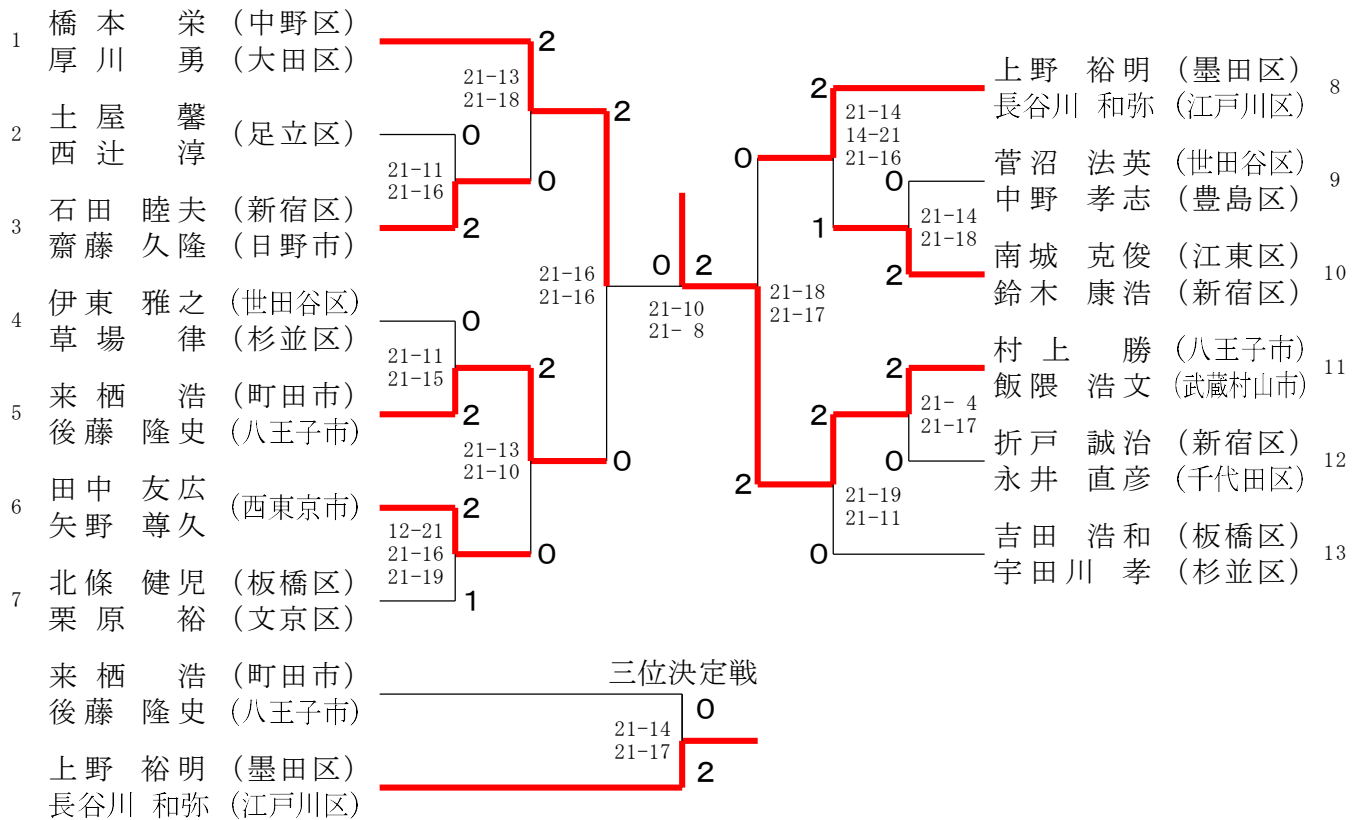 1 橋本 栄 (中野区)
厚川 勇 (大田区)
2 土屋 馨 (足立区)
西辻 淳
3 石田 睦夫 (新宿区)
齋藤 久隆 (日野市)
4 伊東 雅之 (世田谷区)
草場 律 (杉並区)
5 来栖 浩 (町田市)
後藤 隆史 (八王子市)
6 田中 友広 (西東京市)
矢野 尊久
7 北條 健児 (板橋区)
栗原 裕 (文京区)
2
21-13
21-18
0
0
21-11
21-16
2
2
21-16
21-16
0
0
21-11
21-15
2
2
21-13
21-10
0
2
12-21
21-16
21-19
1
0 2
21-10
21- 8
0
21-18
21-17
2
2
21-14
14-21
21-16
1
0
21-14
21-18
2
2
21- 4
21-17
0
2
21-19
21-11
0
上野 裕明 (墨田区) 8
長谷川 和弥 (江戸川区)
菅沼 法英 (世田谷区) 9
中野 孝志 (豊島区)
南城 克俊 (江東区) 10
鈴木 康浩 (新宿区)
村上 勝 (八王子市) 11
飯隈 浩文 (武蔵村山市)
折戸 誠治 (新宿区) 12
永井 直彦 (千代田区)
吉田 浩和 (板橋区) 13
宇田川 孝 (杉並区)
三位決定戦
来栖 浩 (町田市)
後藤 隆史 (八王子市)
0
21-14
21-17
2
上野 裕明 (墨田区)
長谷川 和弥 (江戸川区)